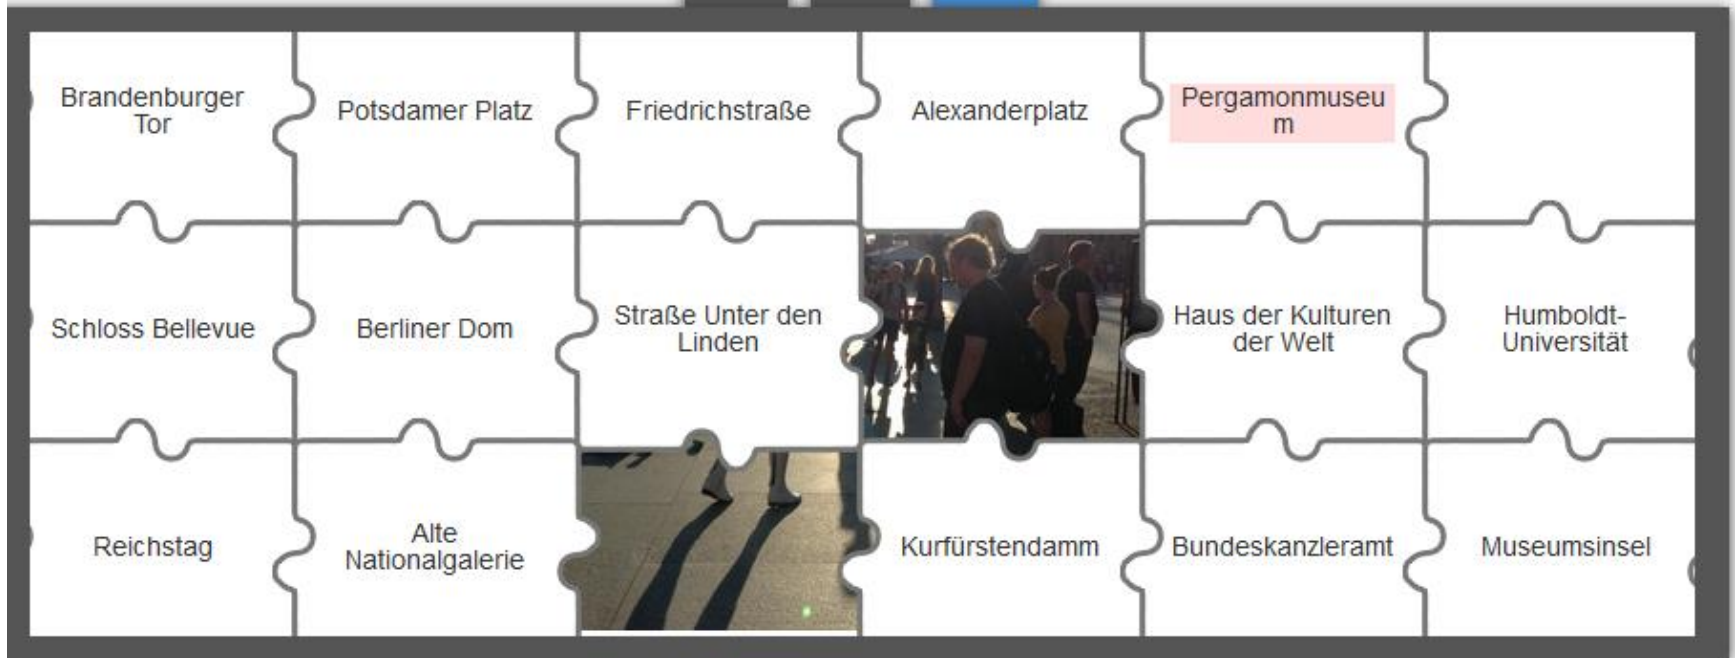 Brandenburger
Tor
Potsdamer Platz
Friedrichstraße
Alexanderplatz
Pergamonmuseu
m
Schloss Bellevue
Berliner Dom
Straße Unter den
Linden
Haus der Kulturen
der Welt
Humboldt-
Universität
Reichstag
Alte
Nationalgalerie
Kurfürstendamm
Bundeskanzleramt
Museumsinsel